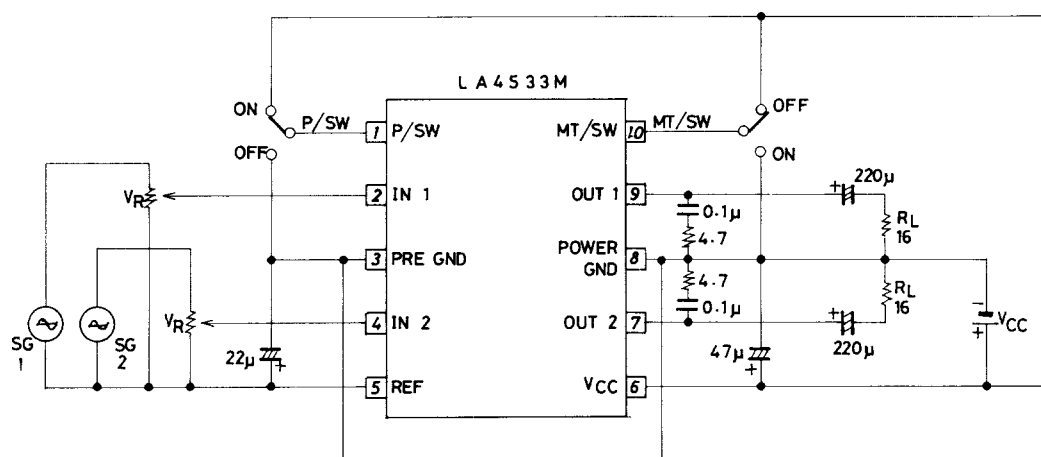 LA4533M
ON
P/SW
OFF
1
P/SW
MT/SW
10
MT/SW
OFF
ON
VR
2
IN 1
OUT 1
9
+
220μ
0.1μ
4.7
RL
16
3
PRE GND
POWER
GND
8
4.7
0.1μ
RL
16
-
VCC
+
SG
1
SG
2
VR
4
IN 2
OUT 2
7
+
220μ
22μ
+
47μ
+
5
REF
VCC
6